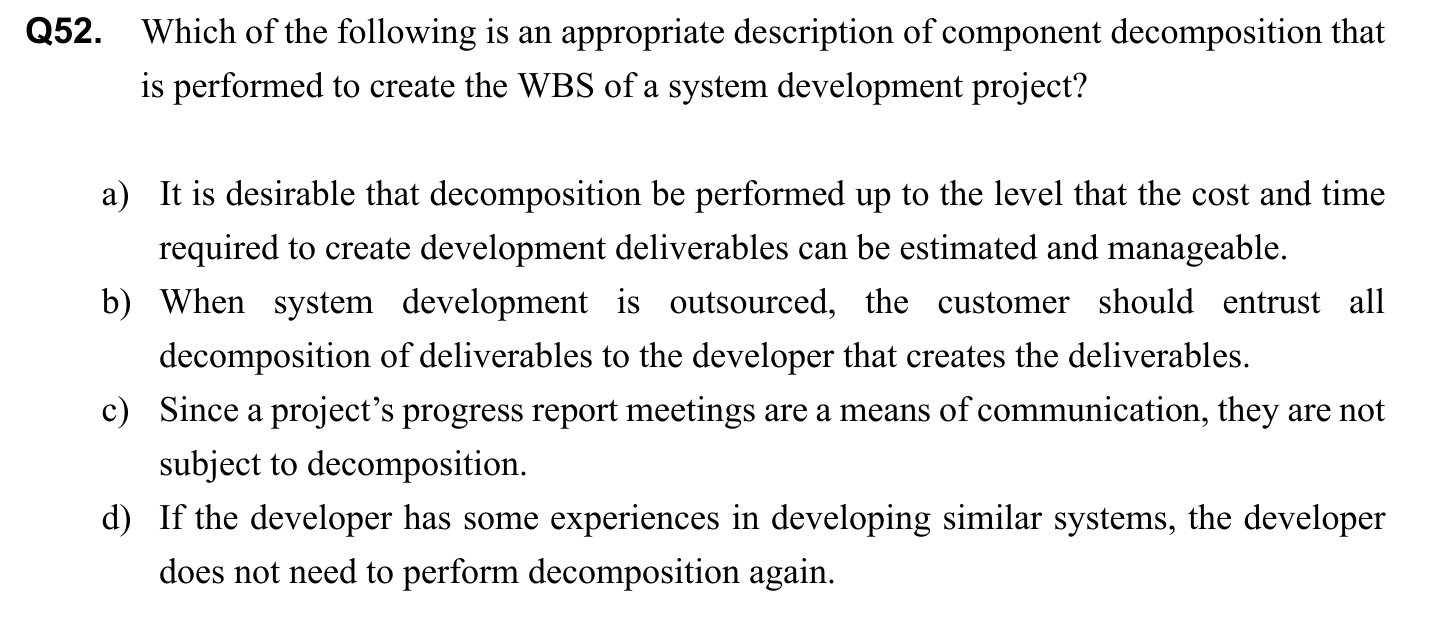 Q52. Which of the following is an appropriate description of component decomposition that
is performed to create the WBS of a system development project?
a) It is desirable that decomposition be performed up to the level that the cost and time
required to create development deliverables can be estimated and manageable.
b) When system development is outsourced, the customer should entrust all
decomposition of deliverables to the developer that creates the deliverables.
c) Since a project’s progress report meetings are a means of communication, they are not
subject to decomposition.
d) If the developer has some experiences in developing similar systems, the developer
does not need to perform decomposition again.